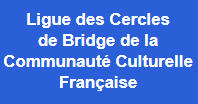 Ligue des Cercles
de Bridge de la
Communauté Culturelle
Française